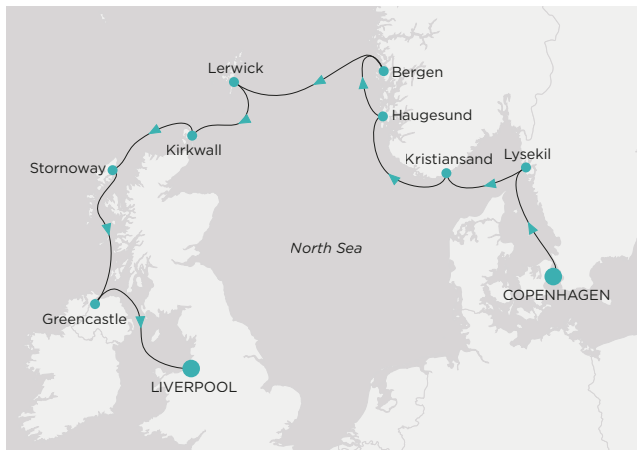 Lerwick
Bergen
Haugesund
Kirkwall
Kristiansand
Lysekil
Stornoway
North Sea
COPENHAGEN
Greencastle
LIVERPOOL